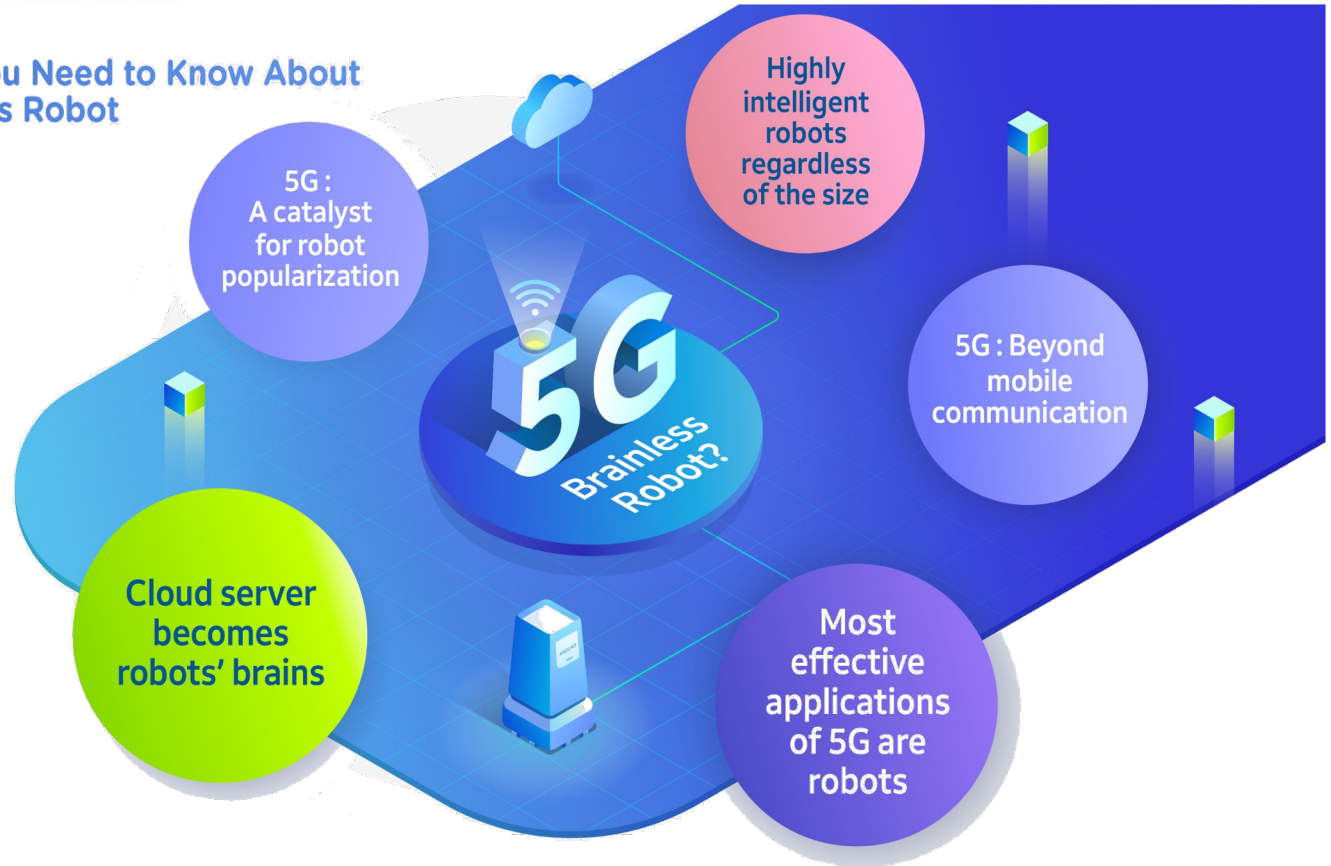 u Need to Know About
s Robot
Highly
intelligent
robots
regardless
of the size
5G :
A catalyst
for robot
popularization
5G : Beyond
mobile
communication
5G
Brainless
Robot?
Cloud server
becomes
robots' brains
Most
effective
applications
of 5G are
robots